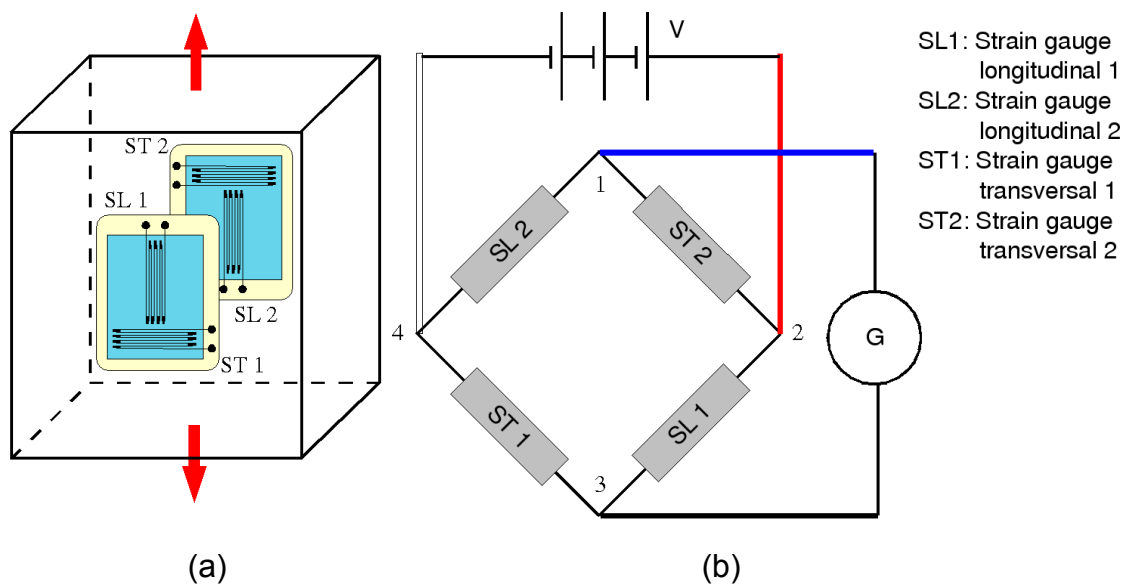 ST 2
SL 1
SL 2
ST 1
(a)
V
1
SL 2
ST 2
4
2
G
ST 1
SL 1
3
(b)
SL1: Strain gauge
longitudinal 1
SL2: Strain gauge
longitudinal 2
ST1: Strain gauge
transversal 1
ST2: Strain gauge
transversal 2